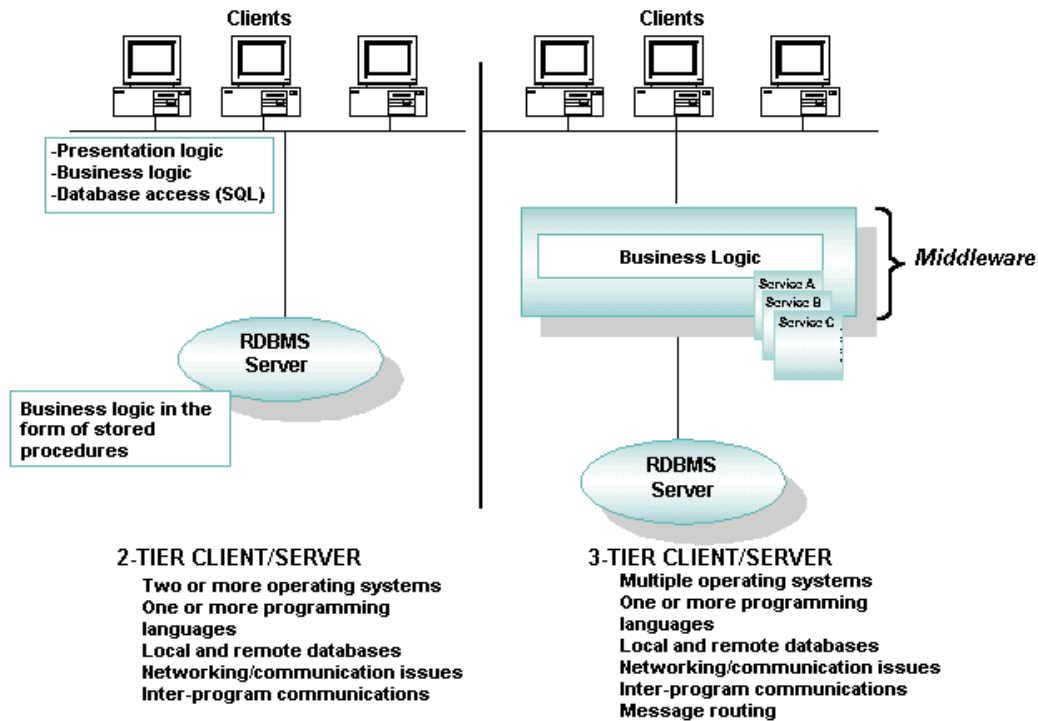 Clients
-Presentation logic
-Business logic
-Database access (SQL)
RDBMS
Server
Business logic in the
form of stored
procedures
2-TIER CLIENT/SERVER
Two or more operating systems
One or more programming
languages
Local and remote databases
Networking/communication issues
Inter-program communications
Clients
Business Logic
Middleware
Service A
Service B
Service C
RDBMS
Server
3-TIER CLIENT/SERVER
Multiple operating systems
One or more programming
languages
Local and remote databases
Networking/communication issues
Inter-program communications
Message routing